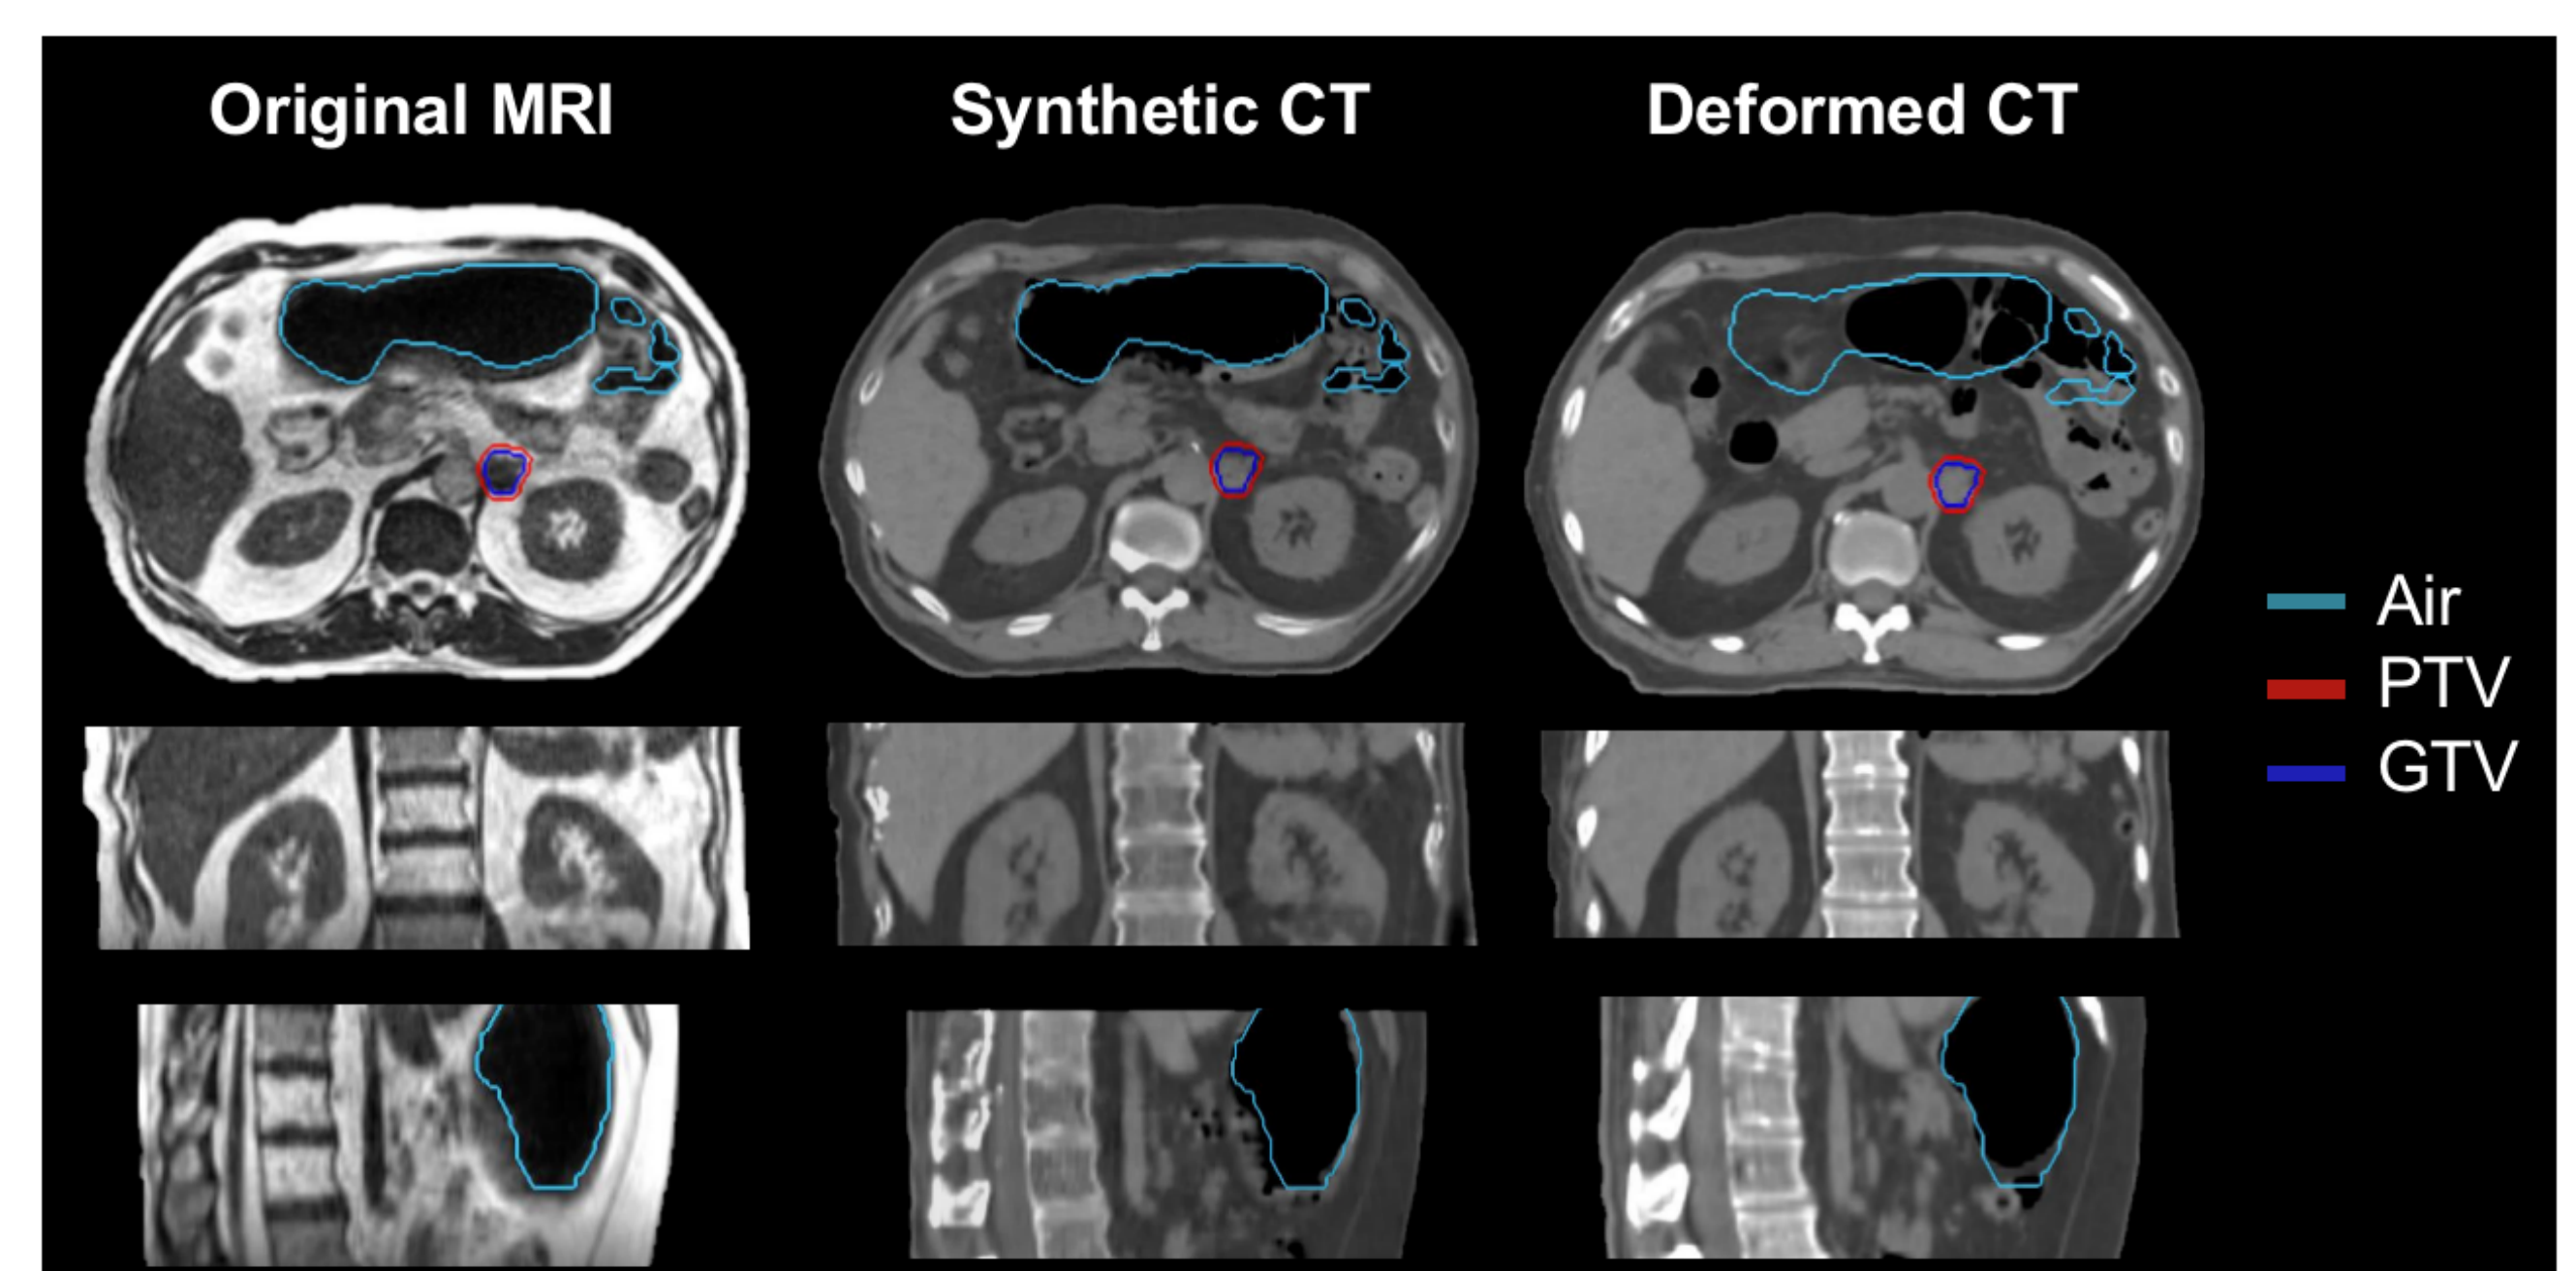 Original MRI
Synthetic CT
Deformed CT
Air
PTV
GTV